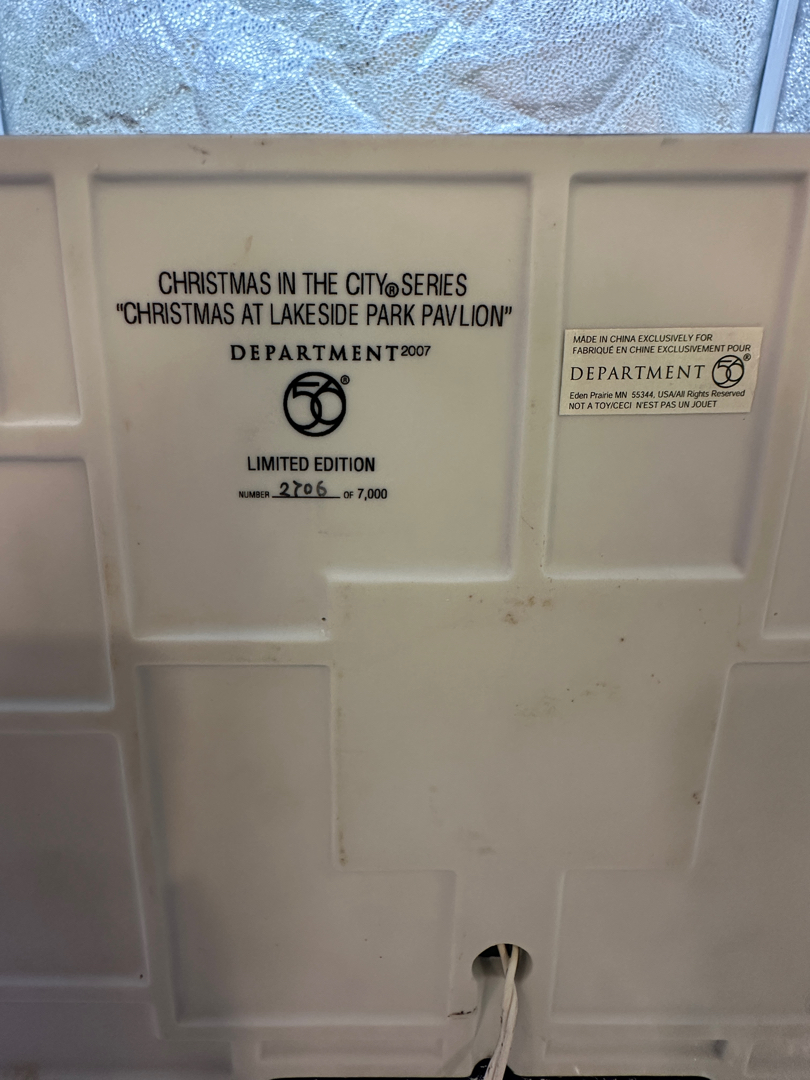 CHRISTMAS IN THE CITY® SERIES
"CHRISTMAS AT LAKESIDE PARK PAVLION"
DEPARTMENT 2007
56®
LIMITED EDITION
NUMBER 2706 OF 7,000
MADE IN CHINA EXCLUSIVELY FOR
FABRIQUÉ EN CHINE EXCLUSIVEMENT POUR
DEPARTMENT 56®
Eden Prairie MN 55344, USA/All Rights Reserved
NOT A TOY/CECI N'EST PAS UN JOUET